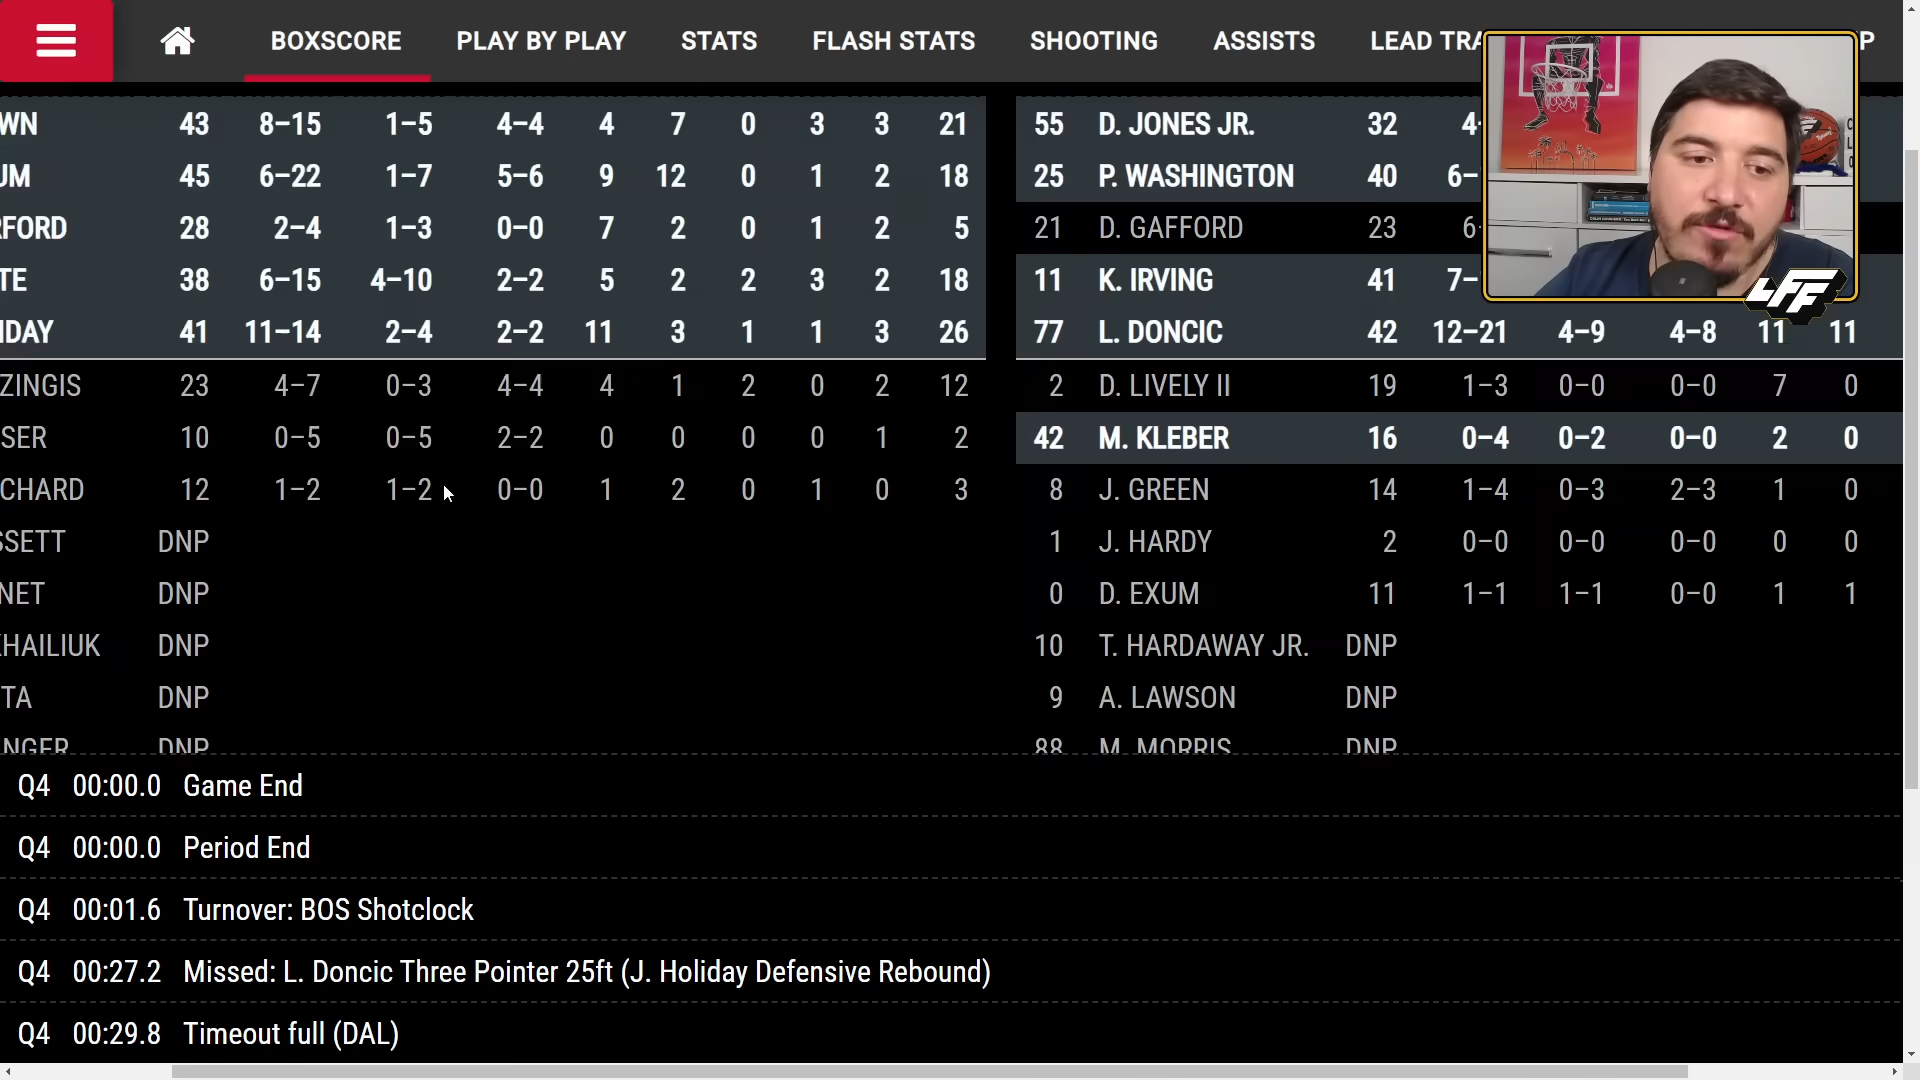 BOXSCORE PLAY BY PLAY STATS FLASH STATS SHOOTING ASSISTS LEAD TRA P
WN 43 8–15 1–5 4–4 4 7 0 3 3 21
UM 45 6–22 1–7 5–6 9 12 0 1 2 18
RFORD 28 2–4 1–3 0–0 7 2 0 1 2 5
TE 38 6–15 4–10 2–2 5 2 2 3 2 18
IDAY 41 11–14 2–4 2–2 11 3 1 1 3 26
ZINGIS 23 4–7 0–3 4–4 4 1 2 0 2 12
SER 10 0–5 0–5 2–2 0 0 0 0 1 2
CHARD 12 1–2 1–2 0–0 1 2 0 1 0 3
SSETT DNP
NET DNP
KHAILIUK DNP
TA DNP
NGER DNP
55 D. JONES JR. 32 4-
25 P. WASHINGTON 40 6–
21 D. GAFFORD 23 6-
11 K. IRVING 41 7–
77 L. DONCIC 42 12–21 4–9 4–8 11 11
2 D. LIVELY II 19 1–3 0–0 0–0 7 0
42 M. KLEBER 16 0–4 0–2 0–0 2 0
8 J. GREEN 14 1–4 0–3 2–3 1 0
1 J. HARDY 2 0–0 0–0 0–0 0 0
0 D. EXUM 11 1–1 1–1 0–0 1 1
10 T. HARDAWAY JR. DNP
9 A. LAWSON DNP
88 M. MORRIS DNP
LFF
Q4 00:00.0 Game End
Q4 00:00.0 Period End
Q4 00:01.6 Turnover: BOS Shotclock
Q4 00:27.2 Missed: L. Doncic Three Pointer 25ft (J. Holiday Defensive Rebound)
Q4 00:29.8 Timeout full (DAL)